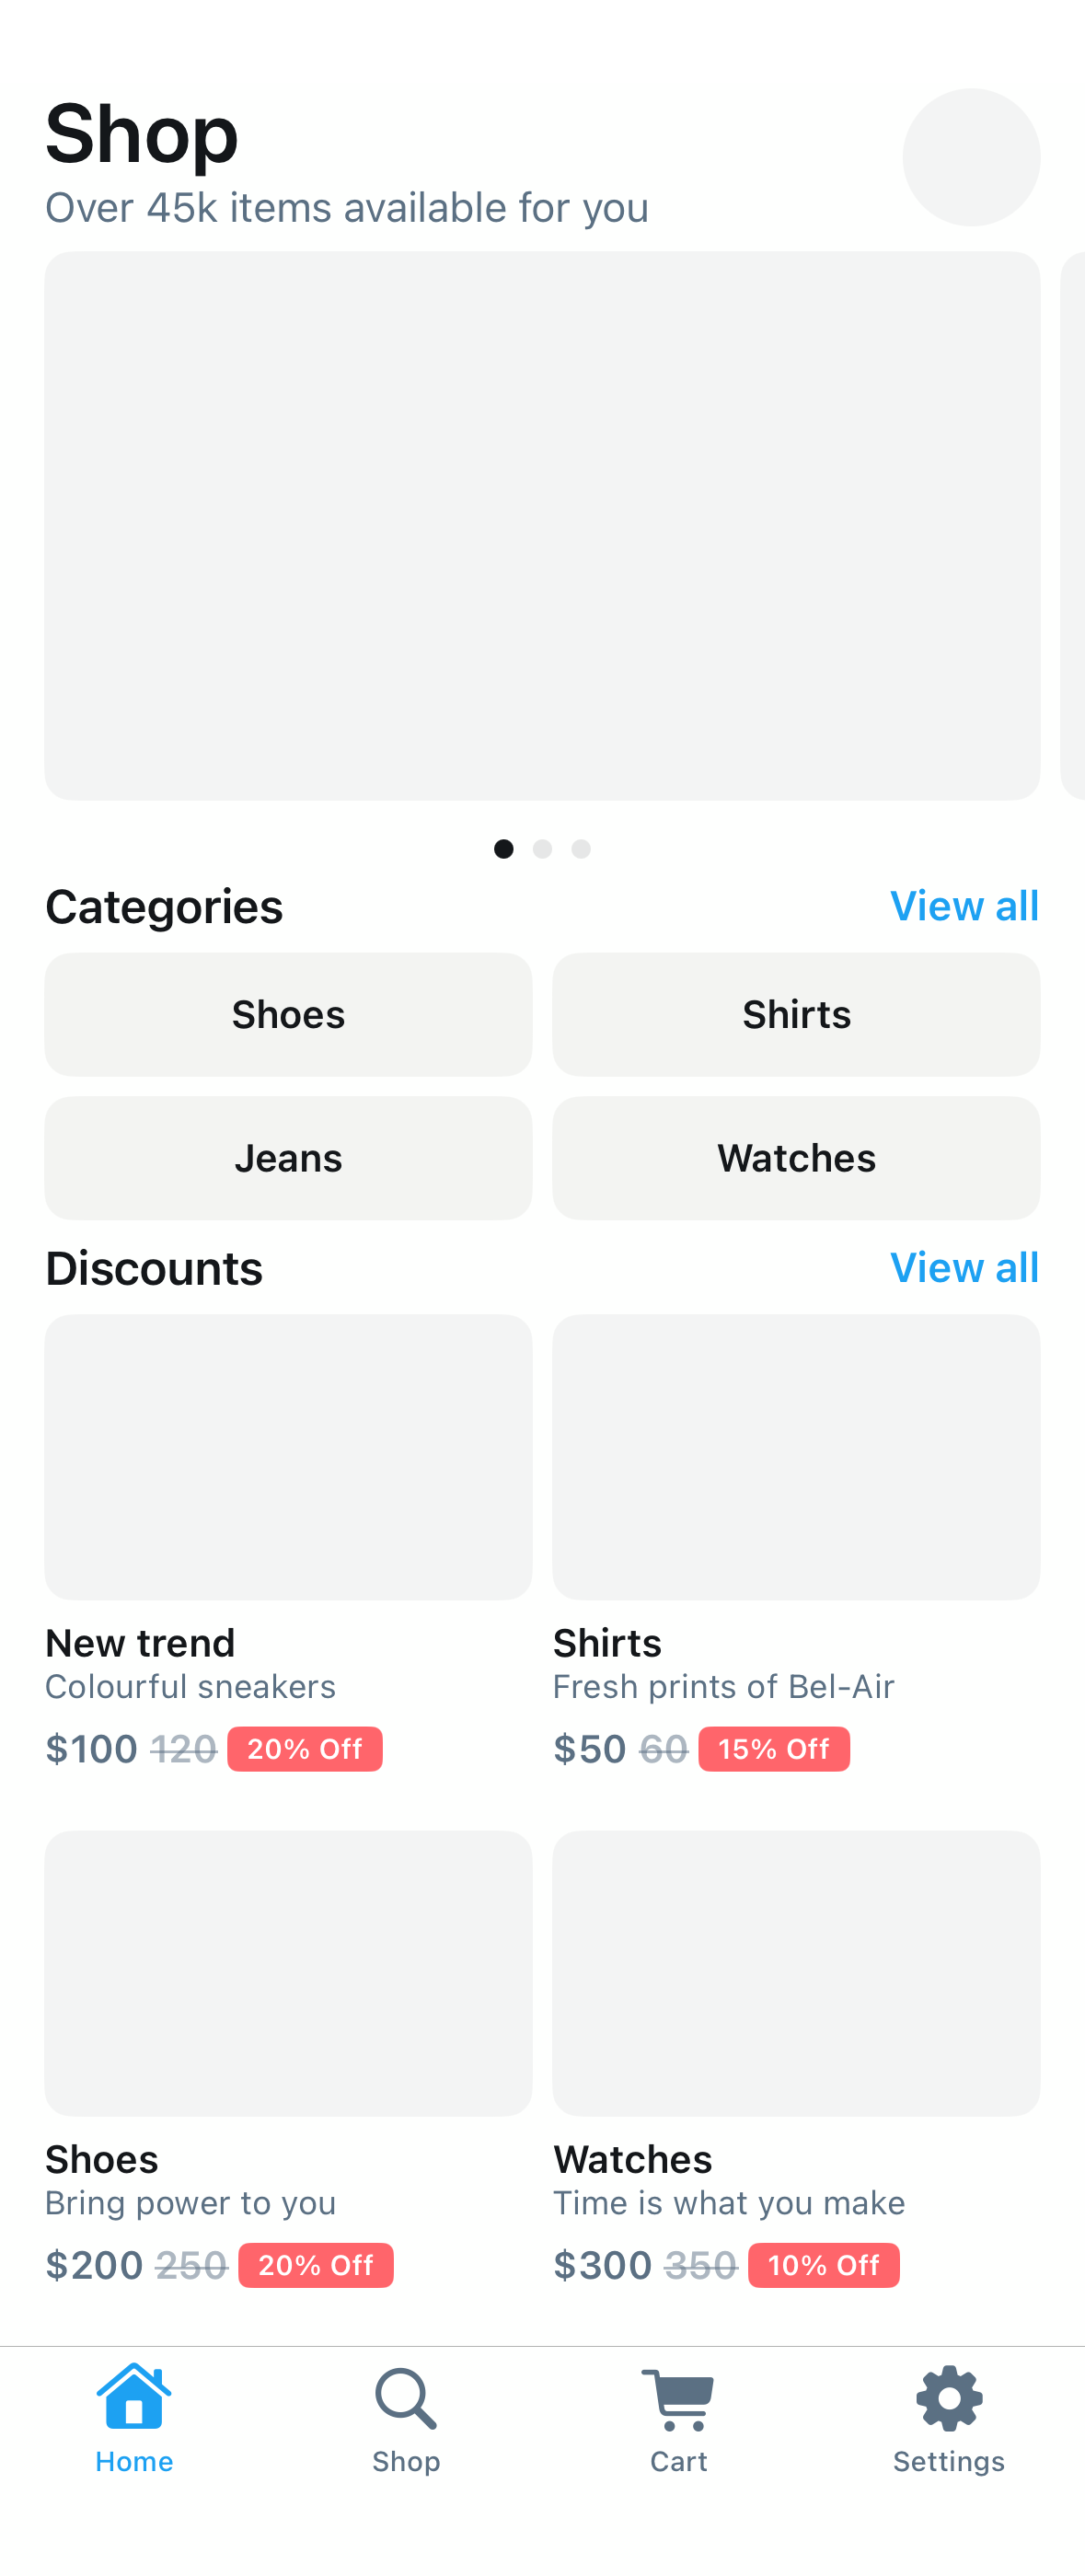 Shop
Over 45k items available for you
Categories View all
Shoes Shirts
Jeans Watches
Discounts View all
New trend Shirts
Colourful sneakers Fresh prints of Bel-Air
$100 120 20% Off $50 60 15% Off
Shoes Watches
Bring power to you Time is what you make
$200 250 20% Off $300 350 10% Off
Home Shop Cart Settings